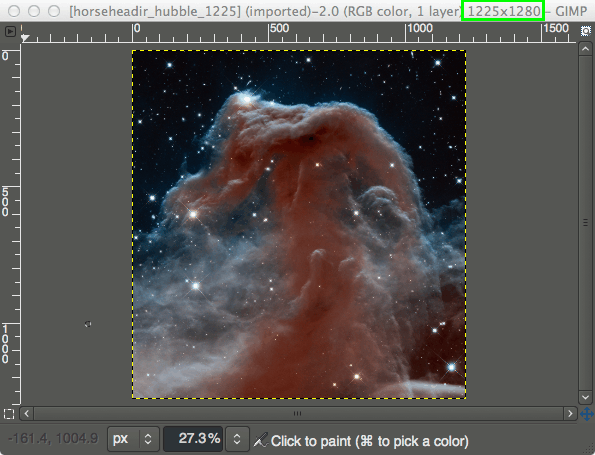 [horseheadir_hubble_1225] (imported)-2.0 (RGB color, 1 layer) 1225x1280 – GIMP
0 500 1000 1500
0
500
1000
-161.4, 1004.9 px 27.3% Click to paint (⌘ to pick a color)